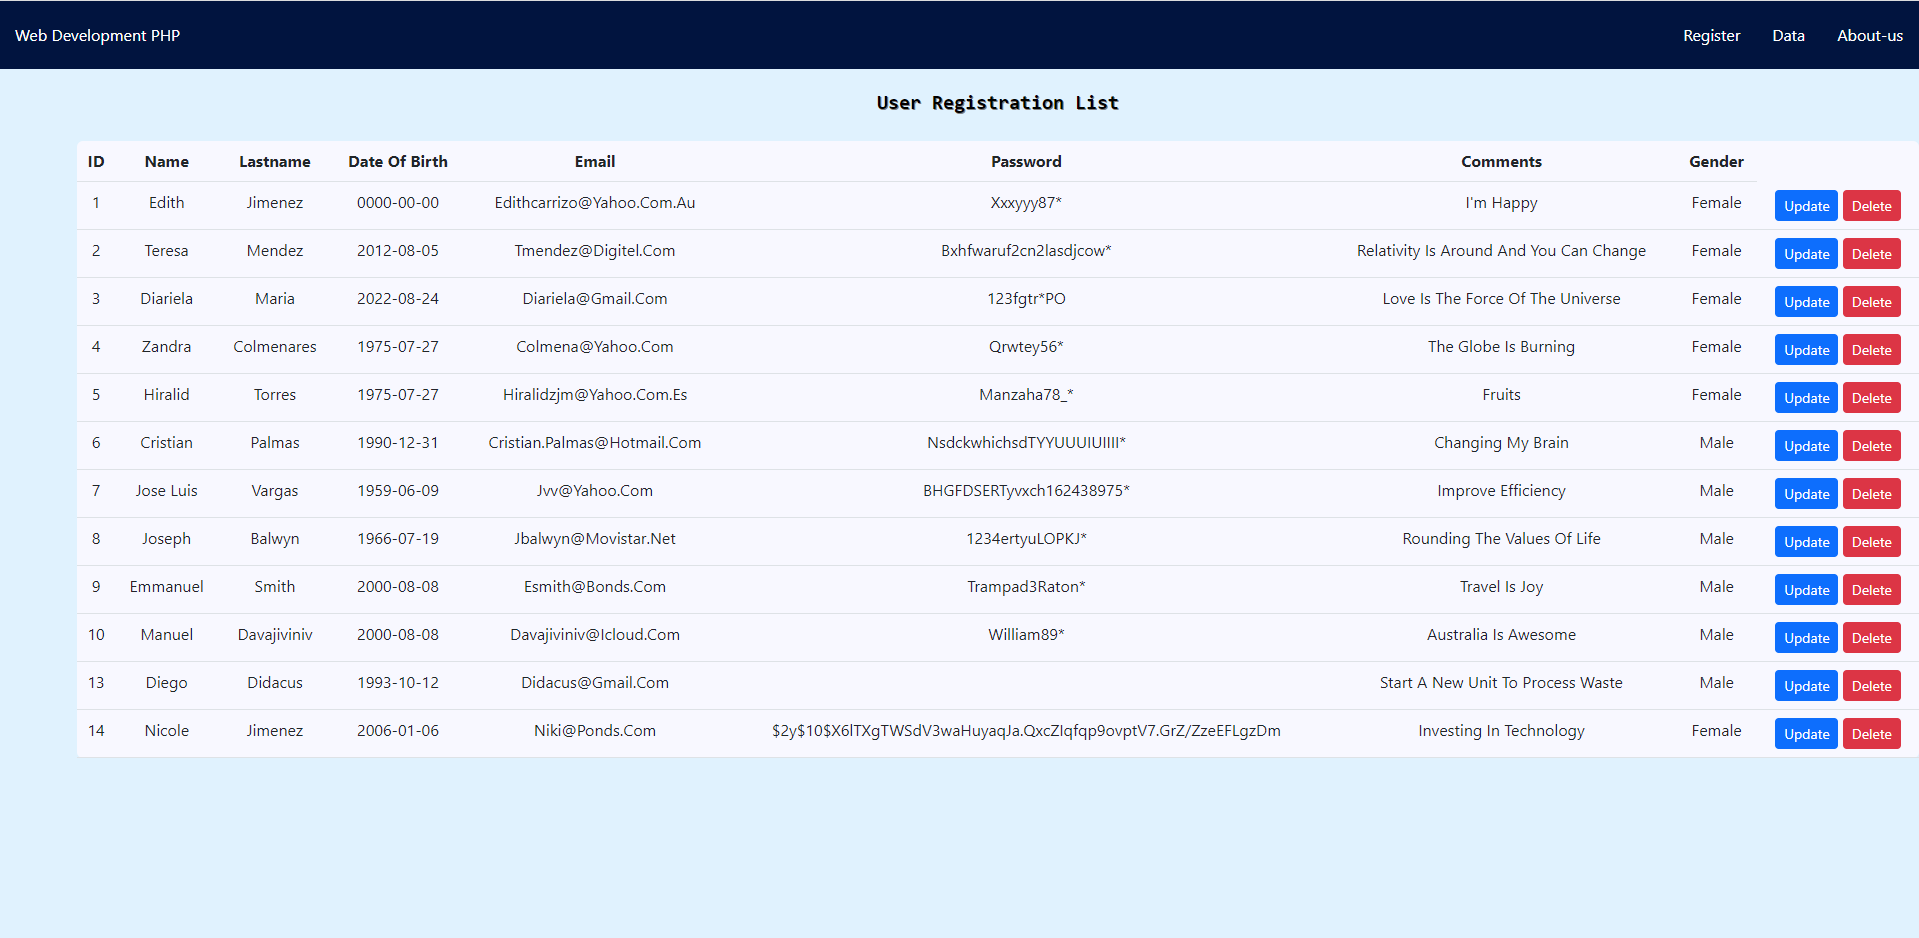 Web Development PHP Register Data About-us
User Registration List
ID Name Lastname Date Of Birth Email Password Comments Gender
1 Edith Jimenez 0000-00-00 Edithcarrizo@Yahoo.Com.Au Xxxyyy87* I'm Happy Female Update Delete
2 Teresa Mendez 2012-08-05 Tmendez@Digitel.Com Bxhfwaruf2cn2lasdjcow* Relativity Is Around And You Can Change Female Update Delete
3 Diariela Maria 2022-08-24 Diariela@Gmail.Com 123fgtr*PO Love Is The Force Of The Universe Female Update Delete
4 Zandra Colmenares 1975-07-27 Colmena@Yahoo.Com Qrwtey56* The Globe Is Burning Female Update Delete
5 Hiralid Torres 1975-07-27 Hiralidzjm@Yahoo.Com.Es Manzaha78_* Fruits Female Update Delete
6 Cristian Palmas 1990-12-31 Cristian.Palmas@Hotmail.Com NsdckwhichsdTYYUUUIUIIII* Changing My Brain Male Update Delete
7 Jose Luis Vargas 1959-06-09 Jvv@Yahoo.Com BHGFDSERTyvxch162438975* Improve Efficiency Male Update Delete
8 Joseph Balwyn 1966-07-19 Jbalwyn@Movistar.Net 1234ertyuLOPKJ* Rounding The Values Of Life Male Update Delete
9 Emmanuel Smith 2000-08-08 Esmith@Bonds.Com Trampad3Raton* Travel Is Joy Male Update Delete
10 Manuel Davajiviniv 2000-08-08 Davajiviniv@Icloud.Com William89* Australia Is Awesome Male Update Delete
13 Diego Didacus 1993-10-12 Didacus@Gmail.Com Start A New Unit To Process Waste Male Update Delete
14 Nicole Jimenez 2006-01-06 Niki@Ponds.Com $2y$10$X6lTXgTWSdV3waHuyaqJa.QxcZIqfqp9ovptV7.GrZ/ZzeEFLgzDm Investing In Technology Female Update Delete